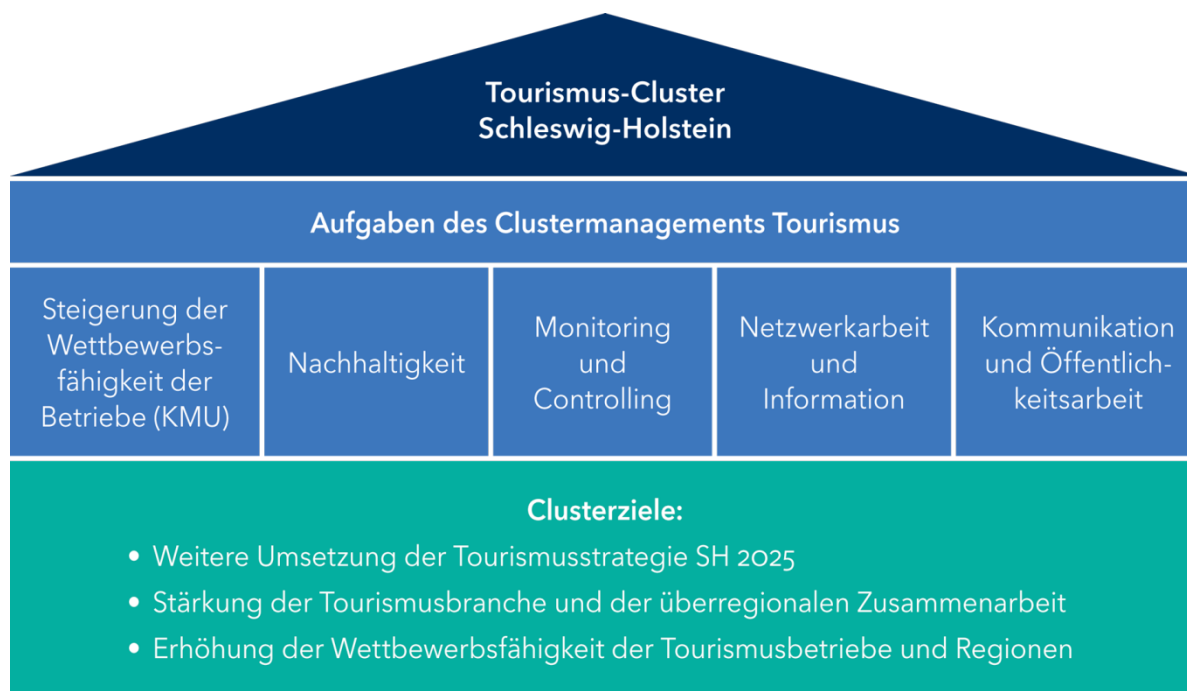 Tourismus-Cluster
Schleswig-Holstein
Aufgaben des Clustermanagements Tourismus
Steigerung der
Wettbewerbs-
fähigkeit der
Betriebe (KMU)
Nachhaltigkeit
Monitoring
und
Controlling
Netzwerkarbeit
und
Information
Kommunikation
und Öffentlich-
keitsarbeit
Clusterziele:
• Weitere Umsetzung der Tourismusstrategie SH 2025
• Stärkung der Tourismusbranche und der überregionalen Zusammenarbeit
• Erhöhung der Wettbewerbsfähigkeit der Tourismusbetriebe und Regionen